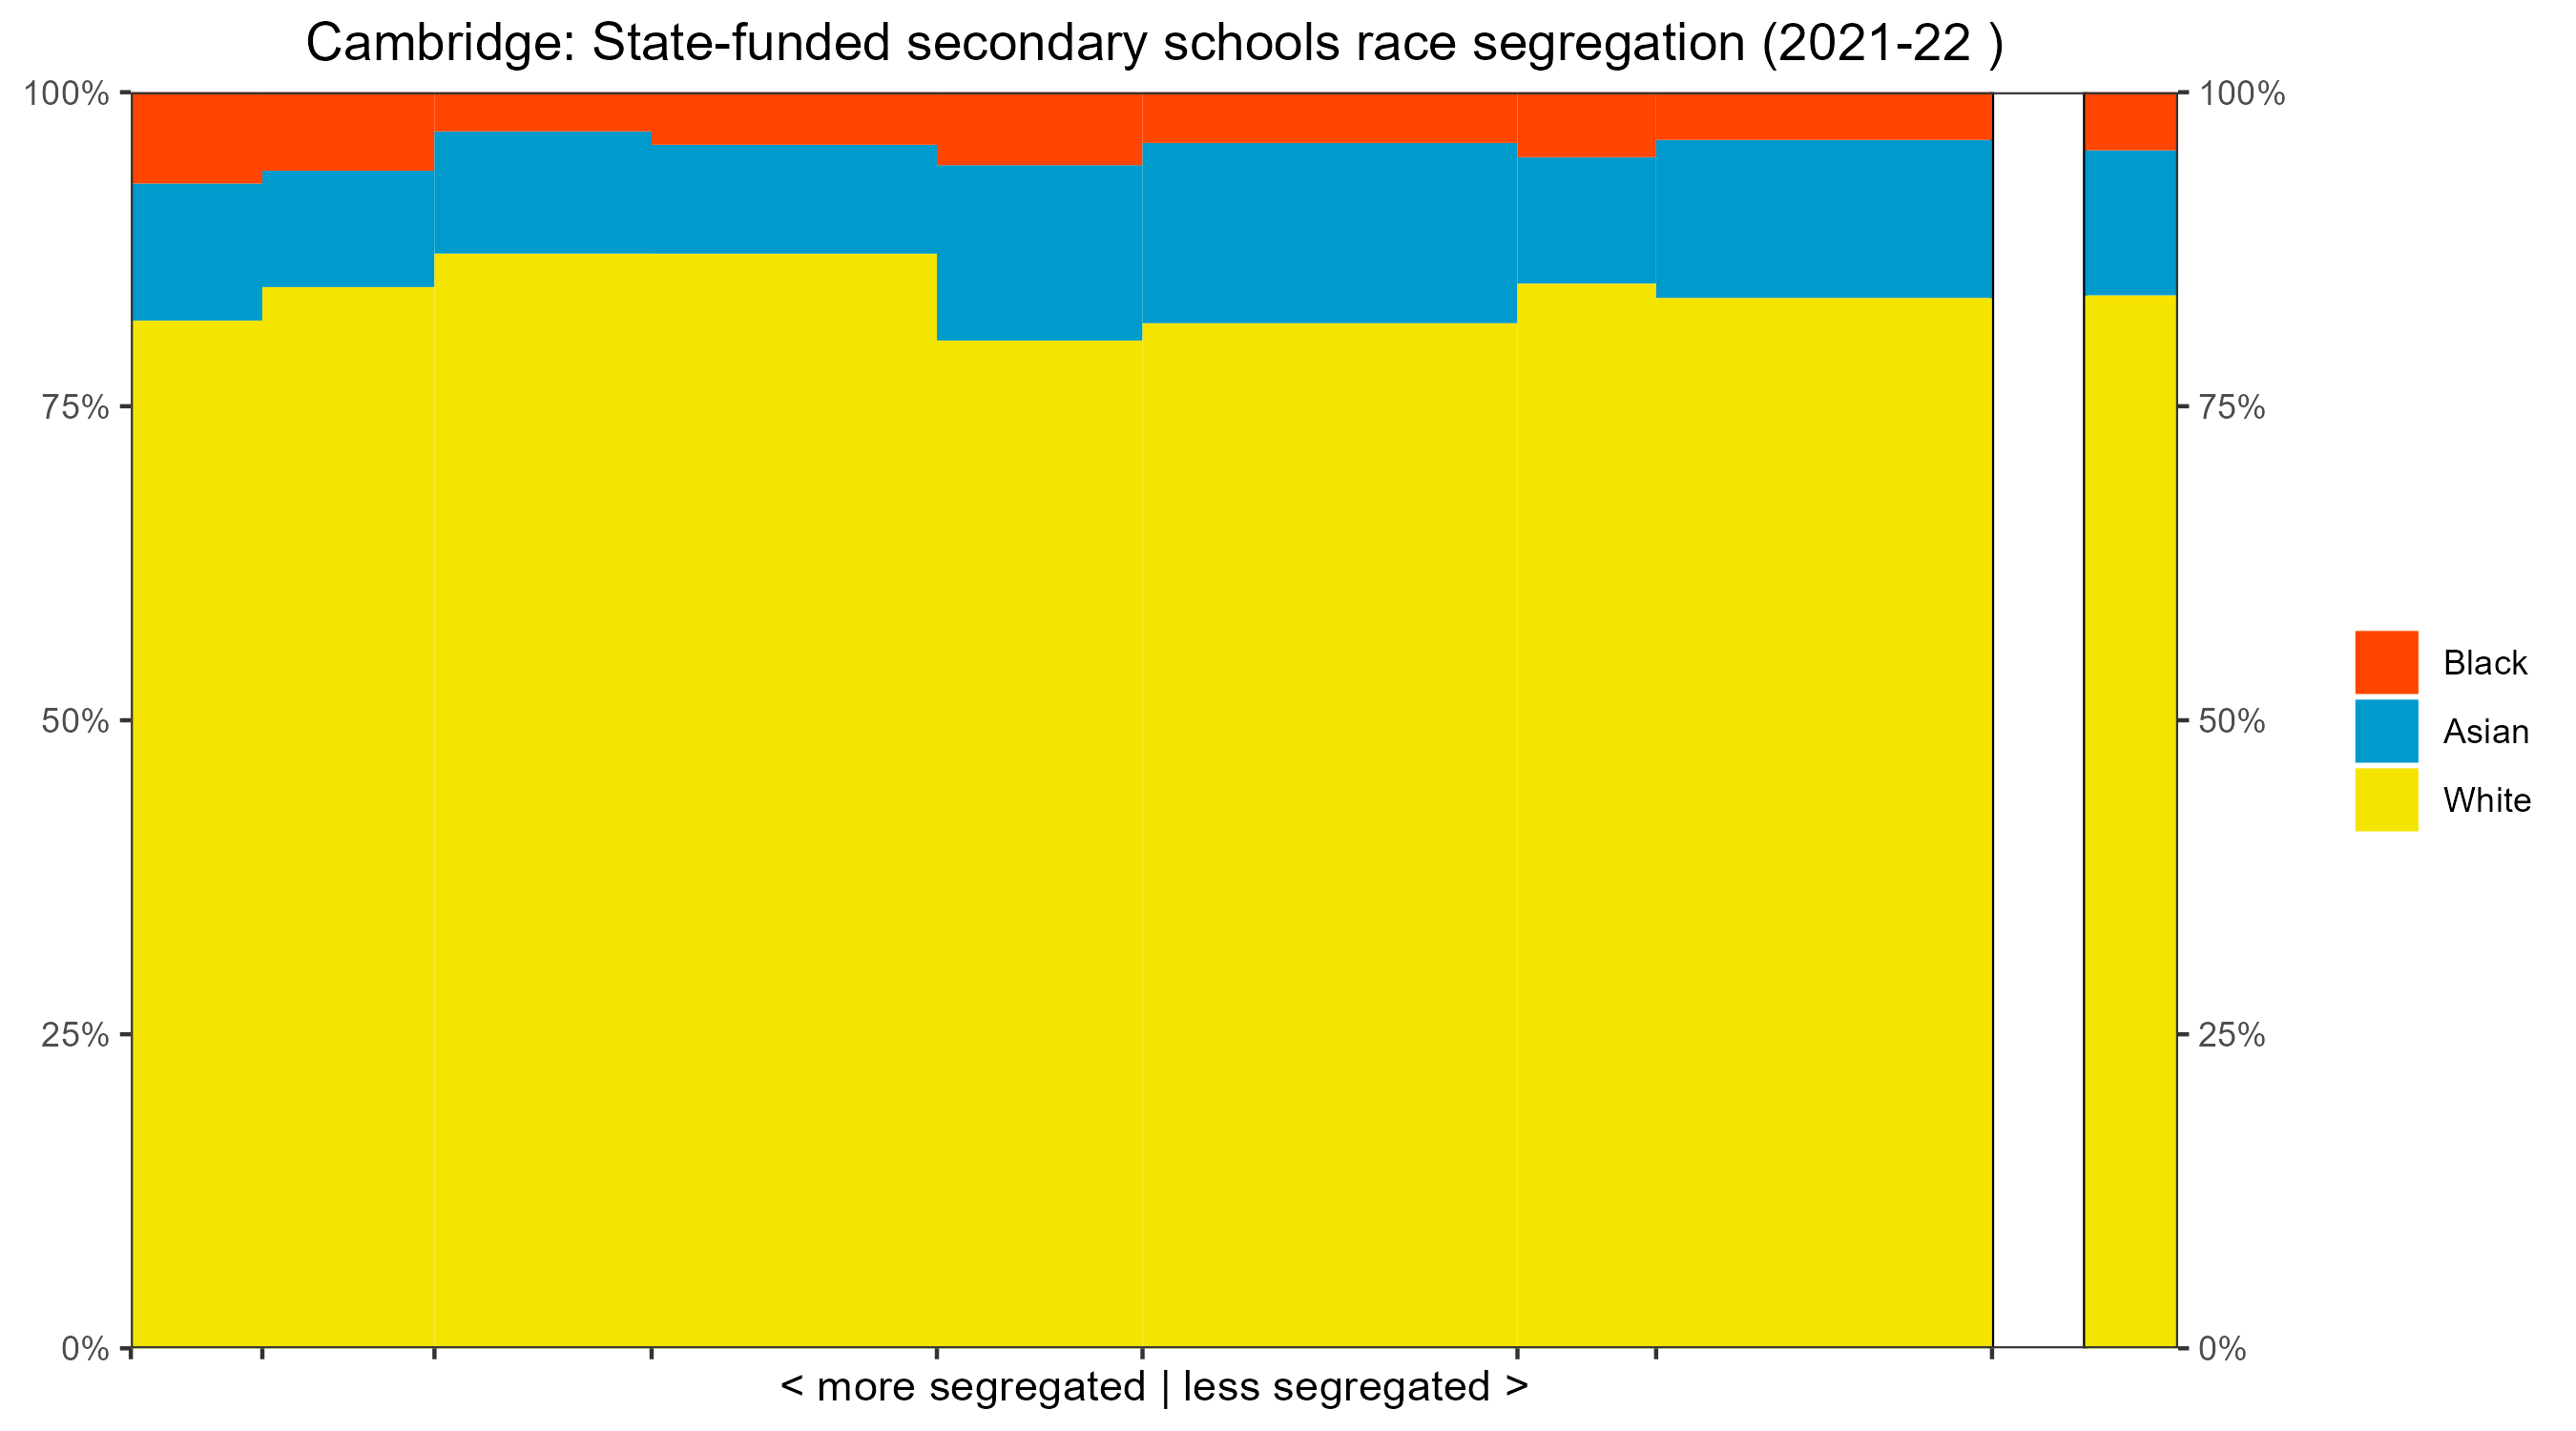 Cambridge: State-funded secondary schools race segregation (2021-22 )
100%
75%
50%
25%
0%
100%
75%
50%
25%
0%
Black
Asian
White
< more segregated | less segregated >